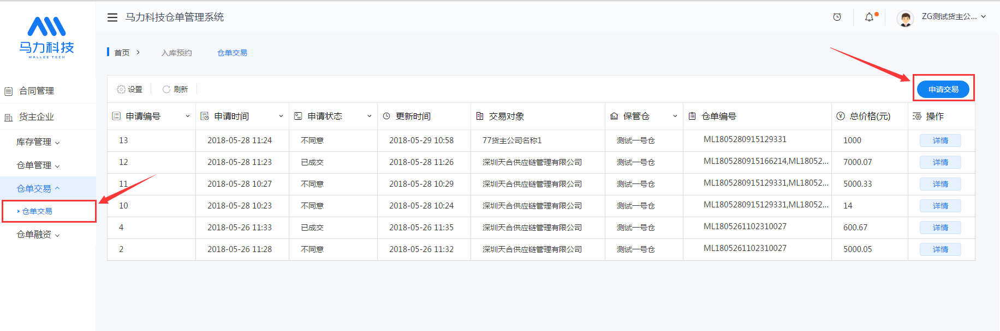 马力科技
MALLEE TECH
马力科技仓单管理系统
ZG测试货主公...
首页
入库预约
仓单交易
合同管理
货主企业
库存管理
仓单管理
仓单交易
仓单交易
仓单融资
设置
刷新
申请交易
申请编号 申请时间 申请状态 更新时间 交易对象 保管仓 仓单编号 总价格(元) 操作
13 2018-05-28 11:24 不同意 2018-05-29 10:58 77货主公司名称1 测试一号仓 ML1805280915129331 1000 详情
12 2018-05-28 11:23 已成交 2018-05-28 11:26 深圳天合供应链管理有限公司 测试一号仓 ML1805280915166214,ML18052... 7000.07 详情
11 2018-05-28 10:27 不同意 2018-05-28 10:29 深圳天合供应链管理有限公司 测试一号仓 ML1805280915129331,ML18052... 5000.33 详情
10 2018-05-28 10:23 不同意 2018-05-28 10:24 深圳天合供应链管理有限公司 测试一号仓 ML1805280915129331,ML18052... 14 详情
4 2018-05-26 11:33 已成交 2018-05-26 11:35 深圳天合供应链管理有限公司 测试一号仓 ML1805261102310027 600.67 详情
2 2018-05-26 11:28 不同意 2018-05-26 11:32 深圳天合供应链管理有限公司 测试一号仓 ML1805261102310027 5000.05 详情